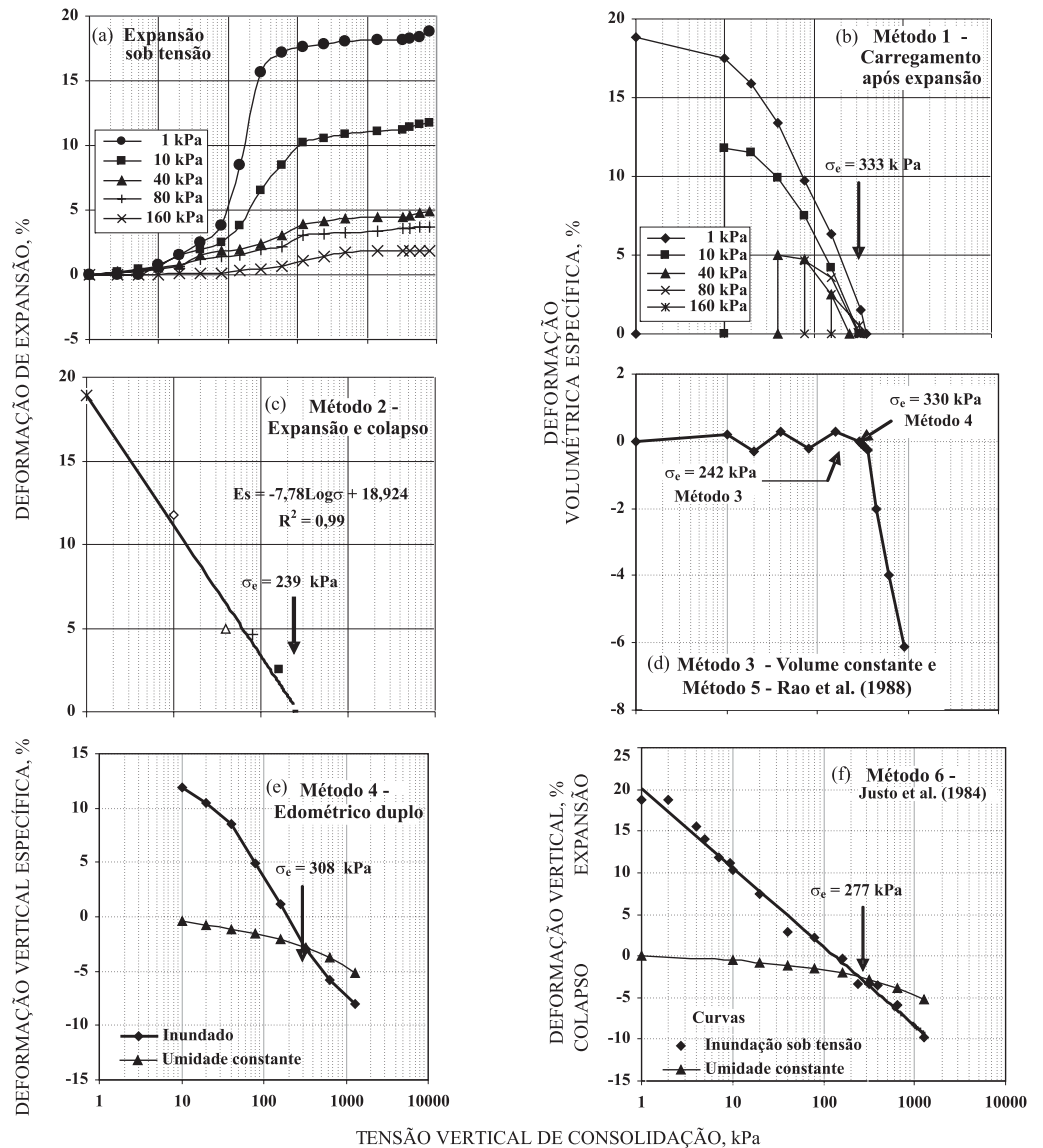 DEFORMAÇÃO DE EXPANSÃO, %
20
15
10
5
0
-5
(a) Expansão
sob tensão
1 kPa
10 kPa
40 kPa
80 kPa
160 kPa
DEFORMAÇÃO
VOLUMÉTRICA ESPECÍFICA, %
20
15
10
5
0
(b) Método 1 -
Carregamento
após expansão
σe = 333 k Pa
1 kPa
10 kPa
40 kPa
80 kPa
160 kPa
20
15
10
5
0
(c) Método 2 -
Expansão e colapso
Es = -7,78Logσ + 18,924
R² = 0,99
σe = 239 kPa
2
0
-2
-4
-6
-8
σe = 330 kPa
Método 4
σe = 242 kPa
Método 3
(d) Método 3 - Volume constante e
Método 5 - Rao et al. (1988)
DEFORMAÇÃO VERTICAL ESPECÍFICA, %
15
10
5
0
-5
-10
-15
(e) Método 4 -
Edométrico duplo
σe = 308 kPa
Inundado
Umidade constante
1 10 100 1000 10000
DEFORMAÇÃO VERTICAL, %
COLAPSO EXPANSÃO
25
20
15
10
5
0
-5
-10
-15
(f) Método 6 -
Justo et al. (1984)
σe = 277 kPa
Curvas
Inundação sob tensão
Umidade constante
1 10 100 1000 10000
TENSÃO VERTICAL DE CONSOLIDAÇÃO, kPa